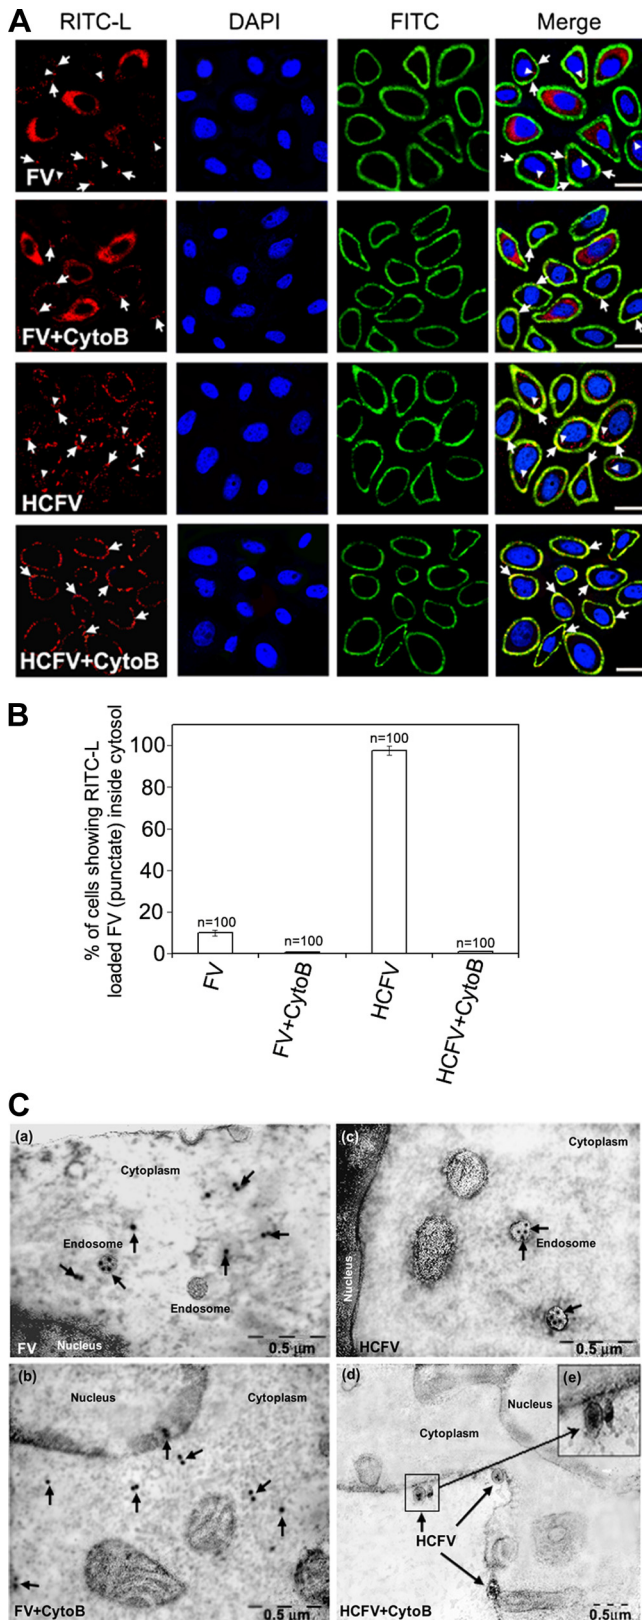 A
RITC-L
DAPI
FITC
Merge
FV
FV+CytoB
HCFV
HCFV+CytoB
B
% of cells showing RITC-L
loaded FV (punctate) inside cytosol
100
80
60
40
20
0
n=100
n=100
n=100
n=100
FV
FV+CytoB
HCFV
HCFV+CytoB
C
(a)
Cytoplasm
Endosome
Endosome
Nucleus
FV
0.5 μm
(c)
Cytoplasm
Endosome
Nucleus
HCFV
0.5 μm
(b)
Nucleus
Cytoplasm
FV+CytoB
0.5 μm
(d)
Nucleus
(e)
Cytoplasm
HCFV
HCFV+CytoB
0.5μm